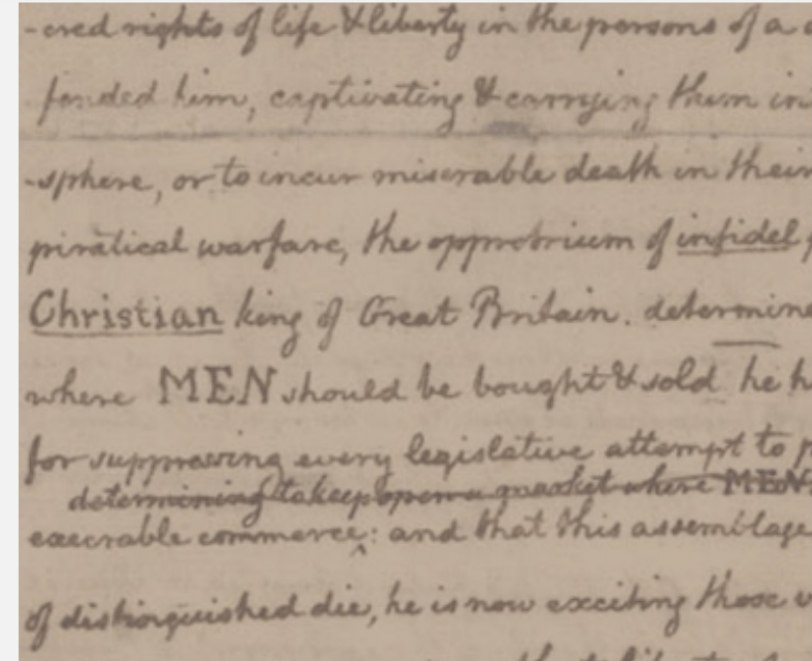 -cred rights of life & liberty in the persons of a
fended him, captivating & carrying them in
-sphere, or to incur miserable death in their
piratical warfare, the opprobrium of infidel
Christian king of Great Britain. determine
where MEN should be bought & sold he h
for suppressing every legislative attempt to p
determining to keep open a market where MEN
execrable commerce: and that this assemblage
of distinguished die, he is now exciting those